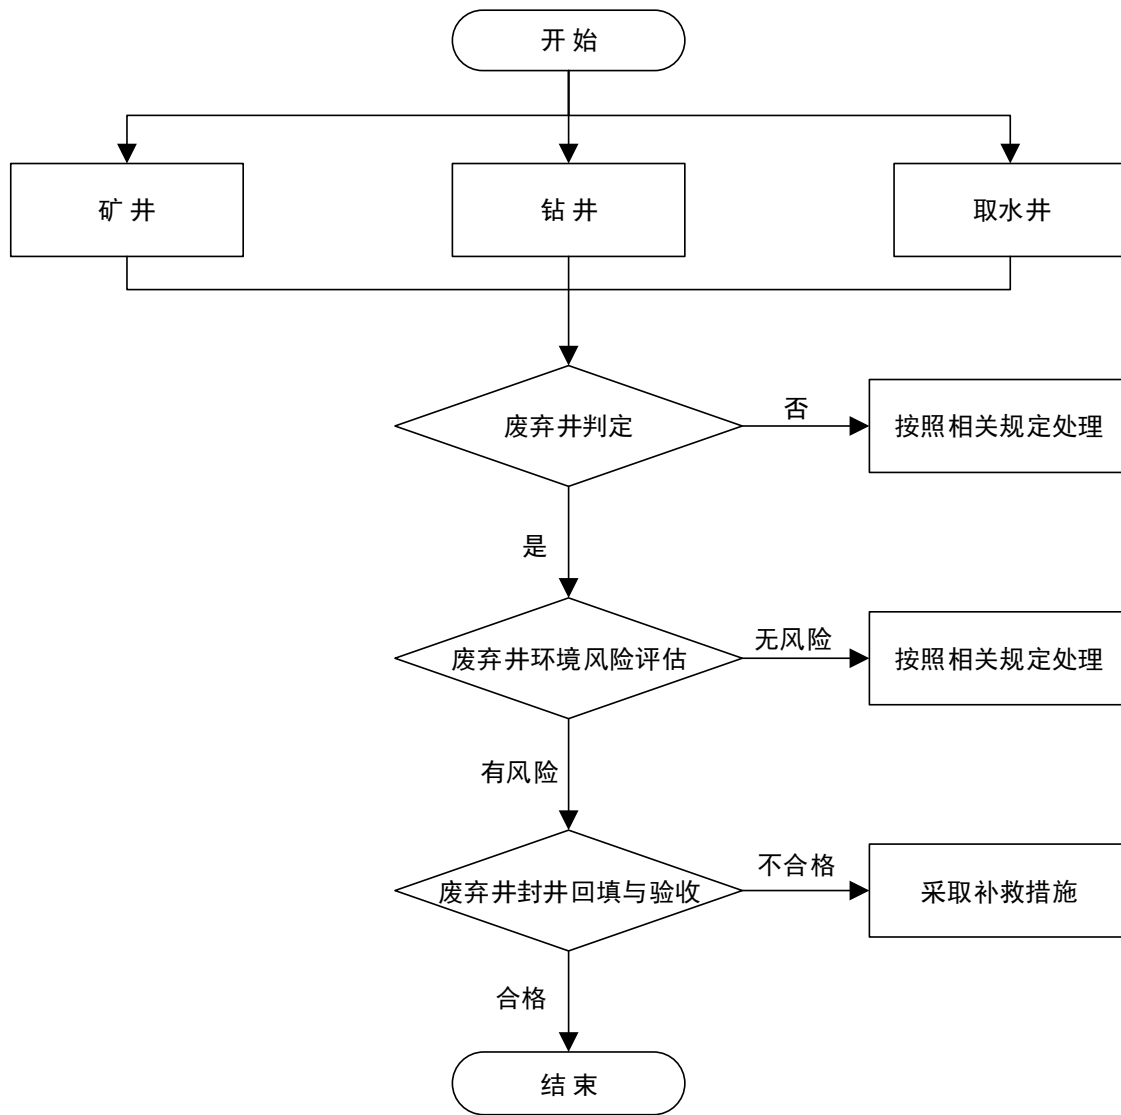 开 始
矿 井
钻 井
取水井
废弃井判定
否
按照相关规定处理
是
废弃井环境风险评估
无风险
按照相关规定处理
有风险
废弃井封井回填与验收
不合格
采取补救措施
合格
结 束